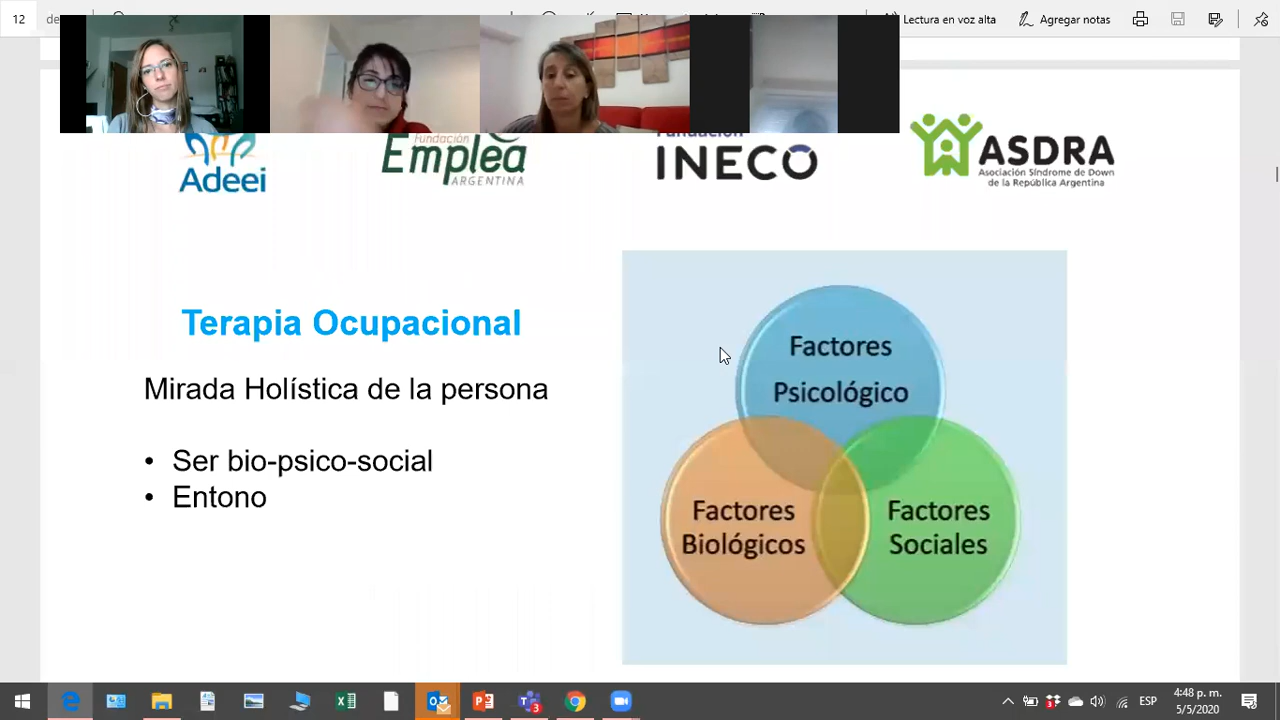 12
Lectura en voz alta
Agregar notas
Adeei
Fundación
Emplea
ARGENTINA
Fundación
INECO
ASDRA
Asociación Síndrome de Down
de la República Argentina
Terapia Ocupacional
Mirada Holística de la persona
• Ser bio-psico-social
• Entono
Factores
Psicológico
Factores
Biológicos
Factores
Sociales
ESP
4:48 p. m.
5/5/2020